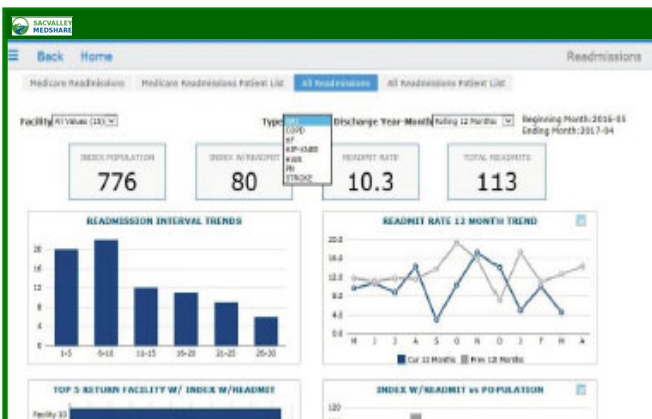 SACVALLEY
MEDSHARE
Back Home Readmissions
Medicare Readmissions Medicare Readmissions Patient List All Readmissions All Readmissions Patient List
Facility All Values (10) Type Discharge Year-Month Rolling 12 Months Beginning Month:2016-05
Ending Month:2017-04
COPD
HF
HIP-KNEE
HWR
PN
STROKE
INDEX POPULATION INDEX W/READMIT READMIT RATE TOTAL READMITS
776 80 10.3 113
READMISSION INTERVAL TRENDS READMIT RATE 12 MONTH TREND
20 16 12 8 4 0
20.0 16.0 12.0 8.0 4.0 0.0
1-5 6-10 11-15 16-20 21-25 26-30
M J J A S O N D J F M A
Cur 12 Months Prev 12 Months
TOP 5 RETURN FACILITY W/ INDEX W/READMIT INDEX W/READMIT vs POPULATION
Facility 10 120